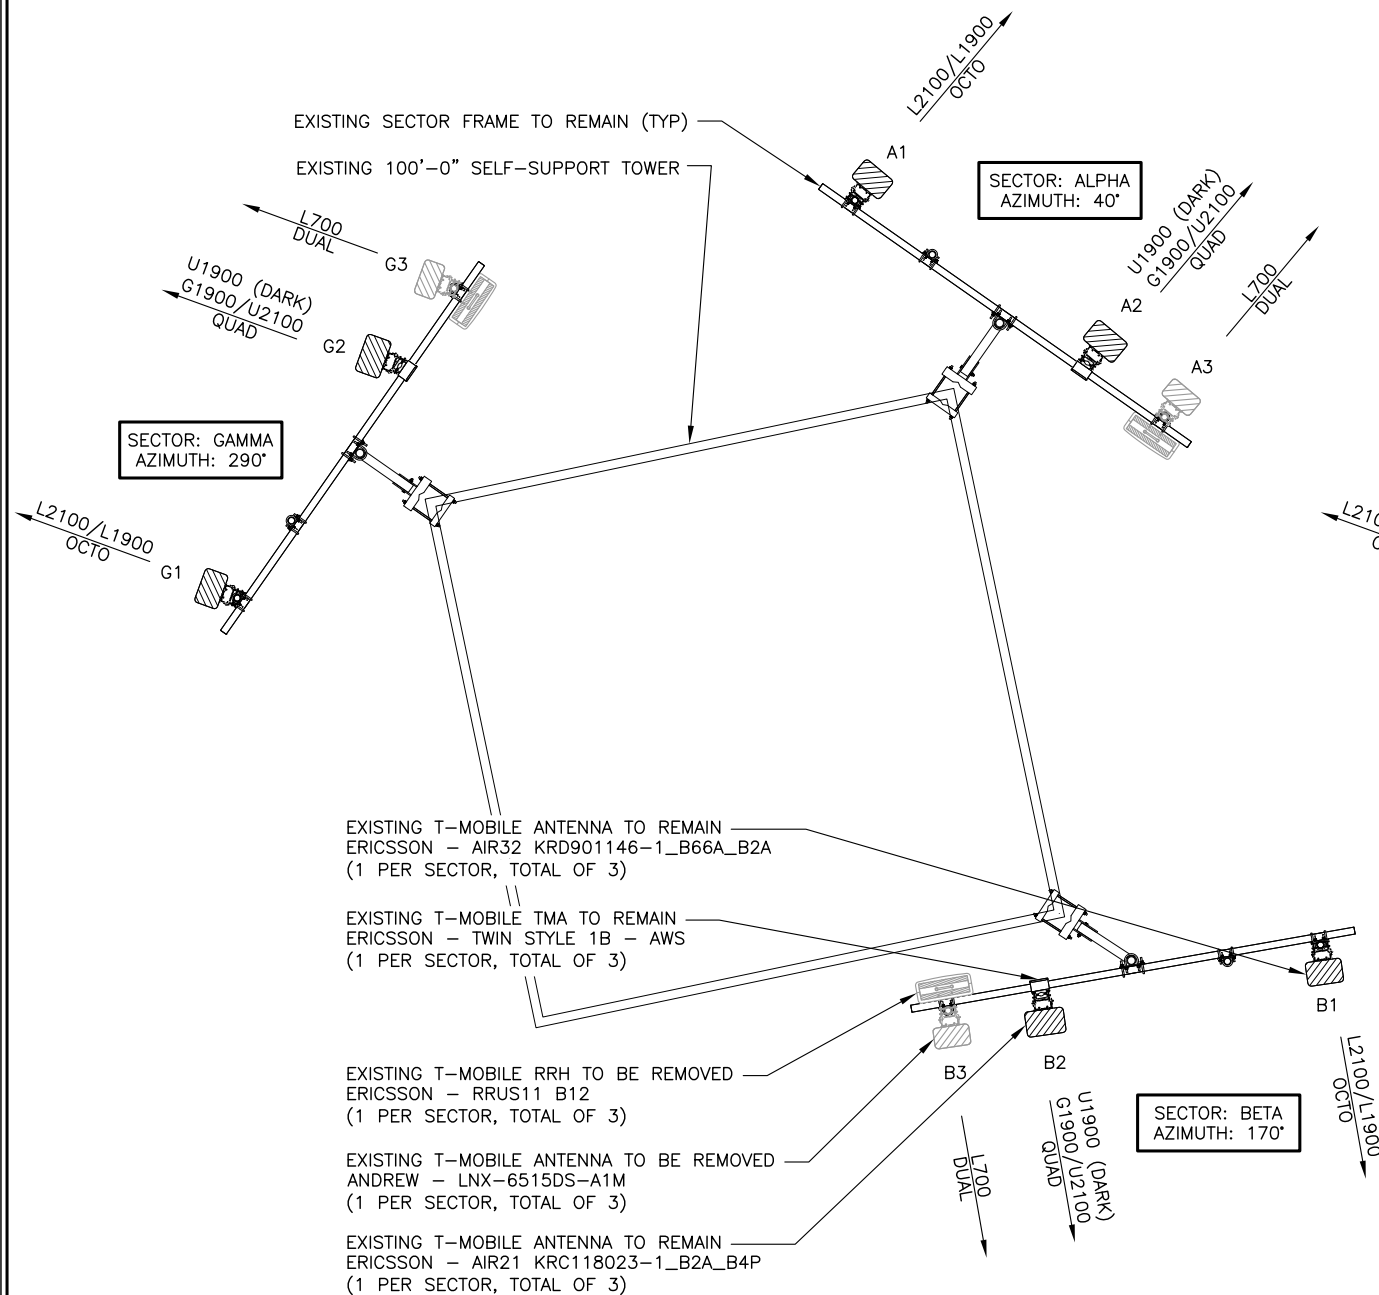 L2100/L1900
OCTO
EXISTING SECTOR FRAME TO REMAIN (TYP)
EXISTING 100'-0" SELF-SUPPORT TOWER
A1
SECTOR: ALPHA
AZIMUTH: 40°
U1900 (DARK)
G1900/U2100
QUAD
L700
DUAL
A2
A3
L700
DUAL
G3
U1900 (DARK)
G1900/U2100
QUAD
G2
SECTOR: GAMMA
AZIMUTH: 290°
L2100/L1900
OCTO
G1
EXISTING T-MOBILE ANTENNA TO REMAIN
ERICSSON - AIR32 KRD901146-1_B66A_B2A
(1 PER SECTOR, TOTAL OF 3)
EXISTING T-MOBILE TMA TO REMAIN
ERICSSON - TWIN STYLE 1B - AWS
(1 PER SECTOR, TOTAL OF 3)
EXISTING T-MOBILE RRH TO BE REMOVED
ERICSSON - RRUS11 B12
(1 PER SECTOR, TOTAL OF 3)
EXISTING T-MOBILE ANTENNA TO BE REMOVED
ANDREW - LNX-6515DS-A1M
(1 PER SECTOR, TOTAL OF 3)
EXISTING T-MOBILE ANTENNA TO REMAIN
ERICSSON - AIR21 KRC118023-1_B2A_B4P
(1 PER SECTOR, TOTAL OF 3)
B1
B2
B3
L2100/L1900
OCTO
SECTOR: BETA
AZIMUTH: 170°
U1900 (DARK)
G1900/U2100
QUAD
L700
DUAL